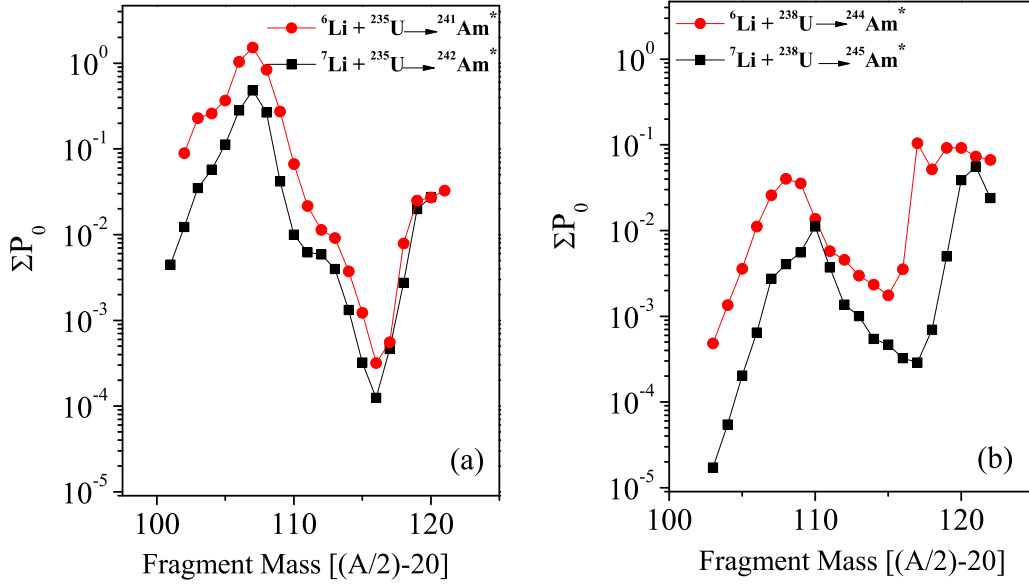 ⁶Li + ²³⁵U → ²⁴¹Am*
⁷Li + ²³⁵U → ²⁴²Am*
10⁰
10⁻¹
10⁻²
10⁻³
10⁻⁴
10⁻⁵
ΣP₀
(a)
100 110 120
Fragment Mass [(A/2)-20]
⁶Li + ²³⁸U → ²⁴⁴Am*
⁷Li + ²³⁸U → ²⁴⁵Am*
10⁰
10⁻¹
10⁻²
10⁻³
10⁻⁴
10⁻⁵
ΣP₀
(b)
100 110 120
Fragment Mass [(A/2)-20]